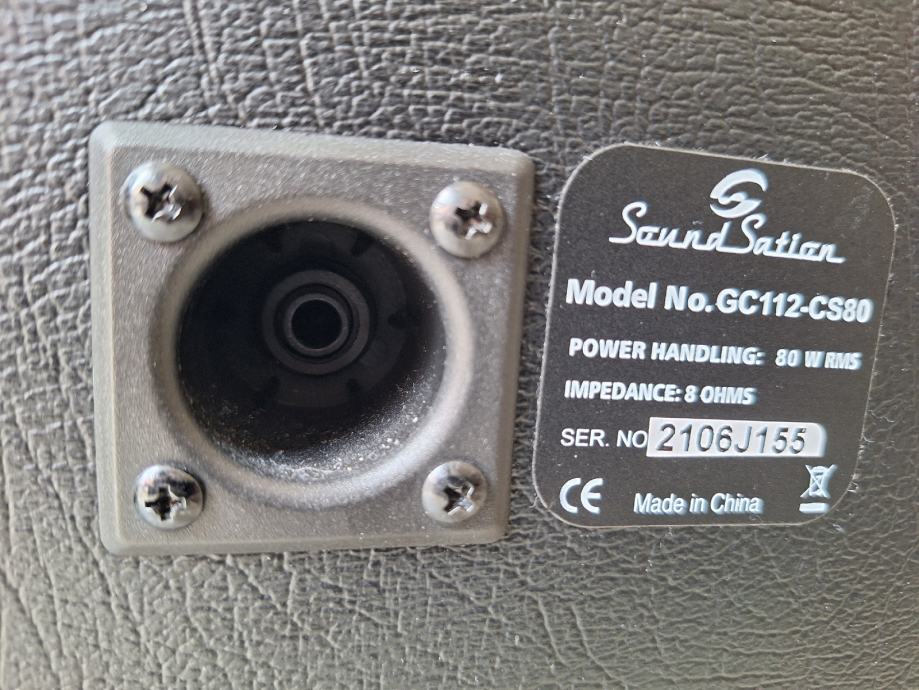 SoundSation
Model No.GC112-CS80
POWER HANDLING: 80 W RMS
IMPEDANCE: 8 OHMS
SER. NO 2106J155
CE Made in China